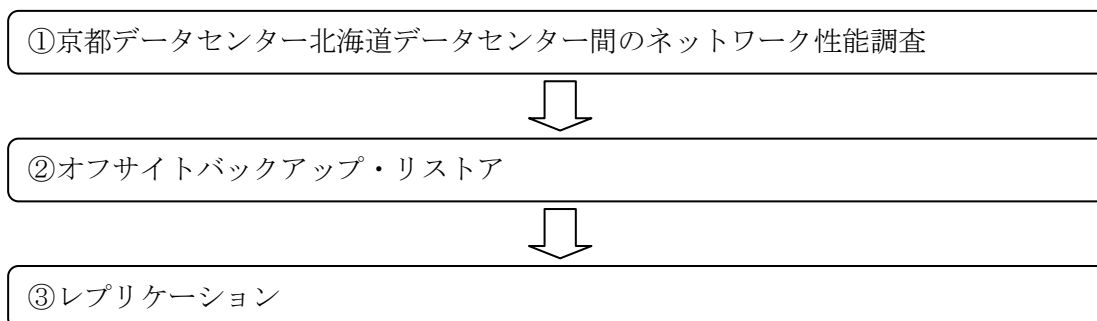 ①京都データセンター北海道データセンター間のネットワーク性能調査
②オフサイトバックアップ・リストア
③レプリケーション